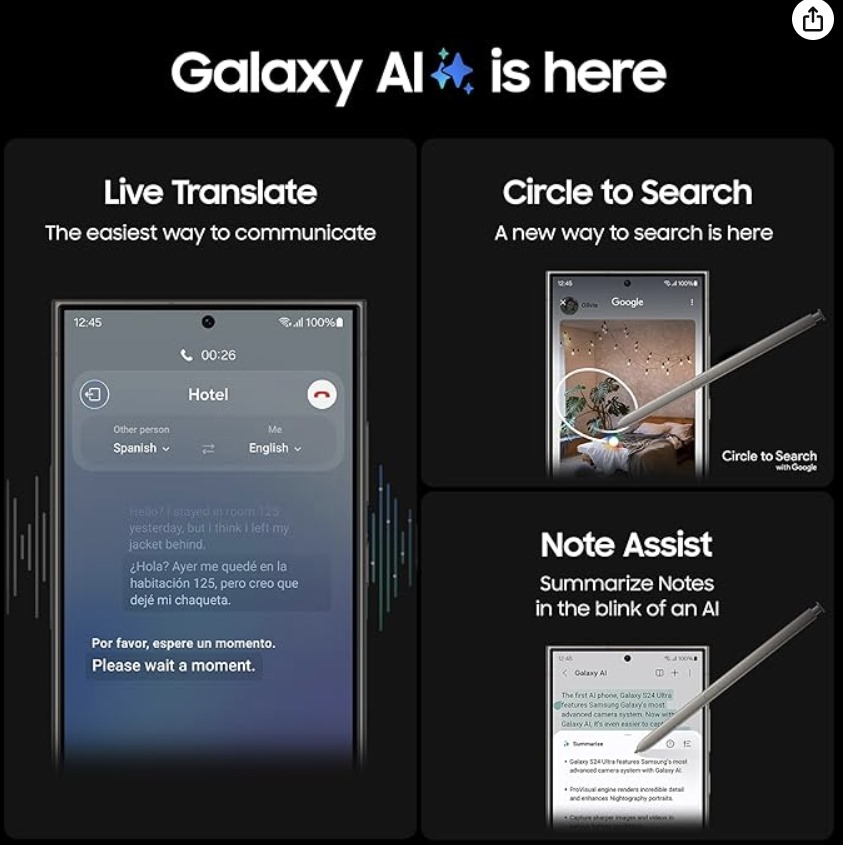 Galaxy AI is here
Live Translate
The easiest way to communicate
12:45
100%
00:26
Hotel
Other person
Me
Spanish
English
Hello? I stayed in room 125
yesterday, but i think i left my
jacket behind.
¿Hola? Ayer me quedé en la
habitación 125, pero creo que
dejé mi chaqueta.
Por favor, espere un momento.
Please wait a moment.
Circle to Search
A new way to search is here
12:45
100%
Olivia
Google
Circle to Search
with Google
Note Assist
Summarize Notes
in the blink of an AI
12:45
100%
Galaxy AI
The first AI phone, Galaxy S24 Ultra
features Samsung Galaxy's most
advanced camera system. Now with
Galaxy AI, it's even easier to
Summarize
• Galaxy S24 Ultra features Samsung's most
advanced camera system with Galaxy AI.
• ProVisual engine renders incredible detail
and enhances Nightography portraits.
• Capture sharper images and videos in